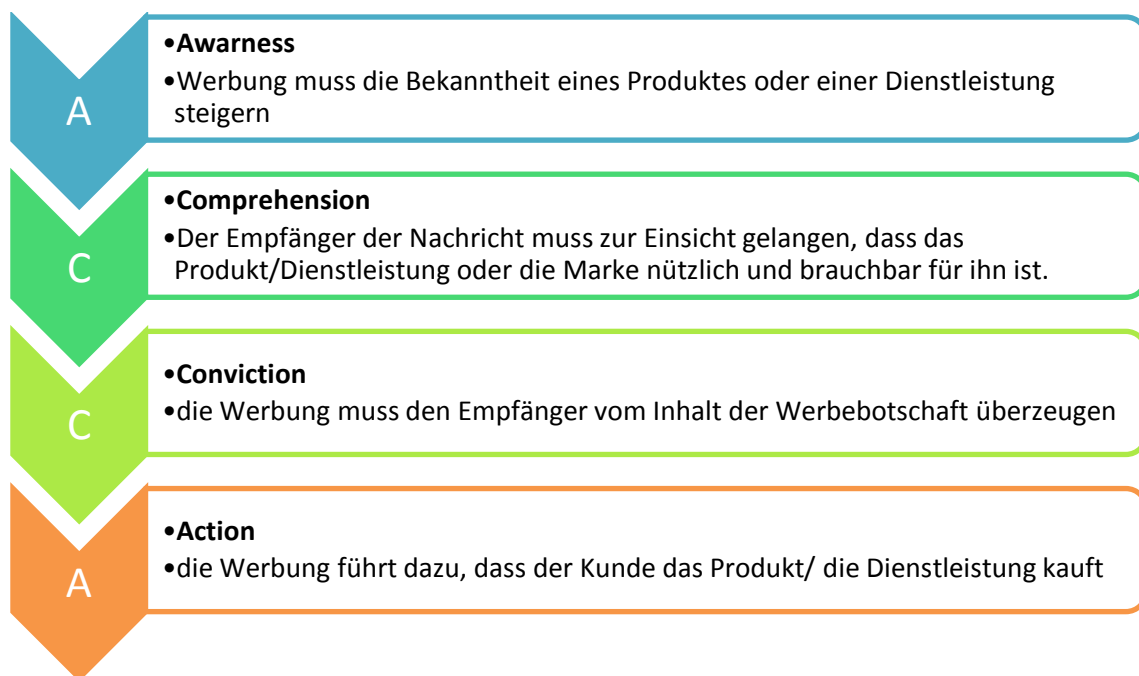 A
•Awarness
•Werbung muss die Bekanntheit eines Produktes oder einer Dienstleistung
steigern
C
•Comprehension
•Der Empfänger der Nachricht muss zur Einsicht gelangen, dass das
Produkt/Dienstleistung oder die Marke nützlich und brauchbar für ihn ist.
C
•Conviction
•die Werbung muss den Empfänger vom Inhalt der Werbebotschaft überzeugen
A
•Action
•die Werbung führt dazu, dass der Kunde das Produkt/ die Dienstleistung kauft